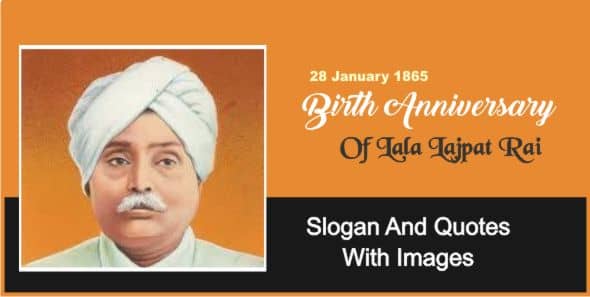 28 January 1865
Birth Anniversary
Of Lala Lajpat Rai
Slogan And Quotes
With Images